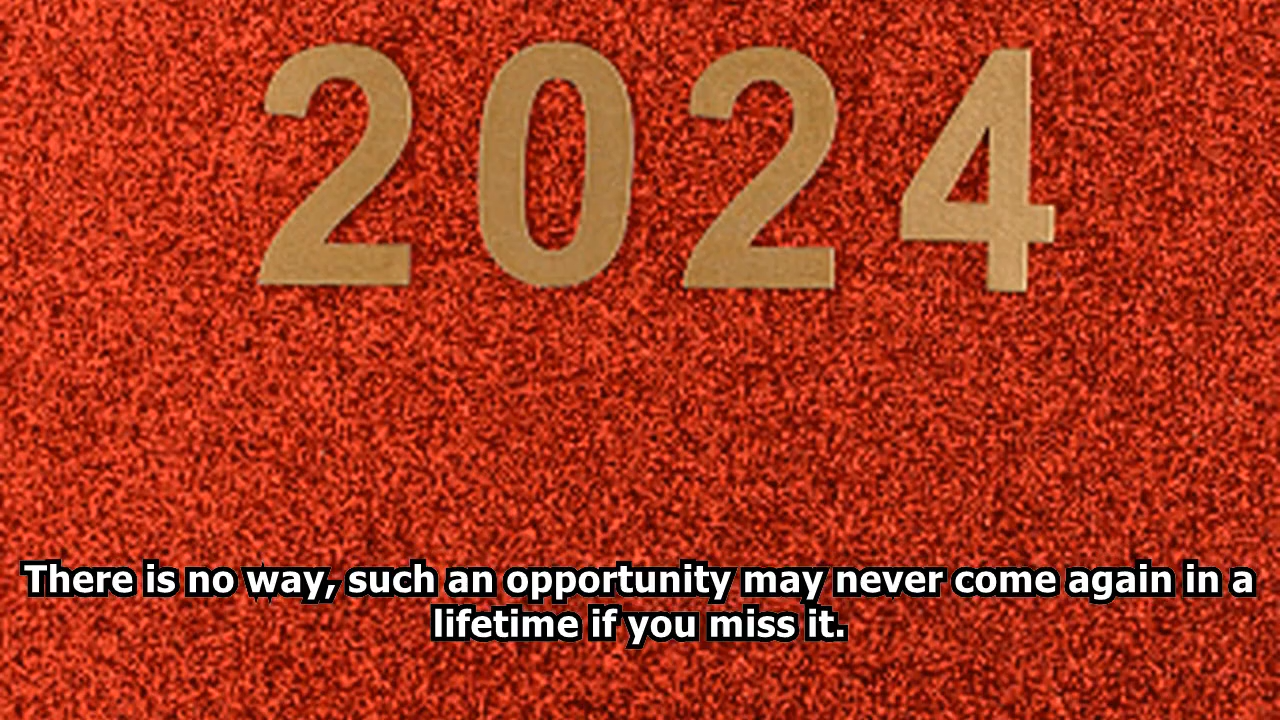 2024
There is no way, such an opportunity may never come again in a
lifetime if you miss it.